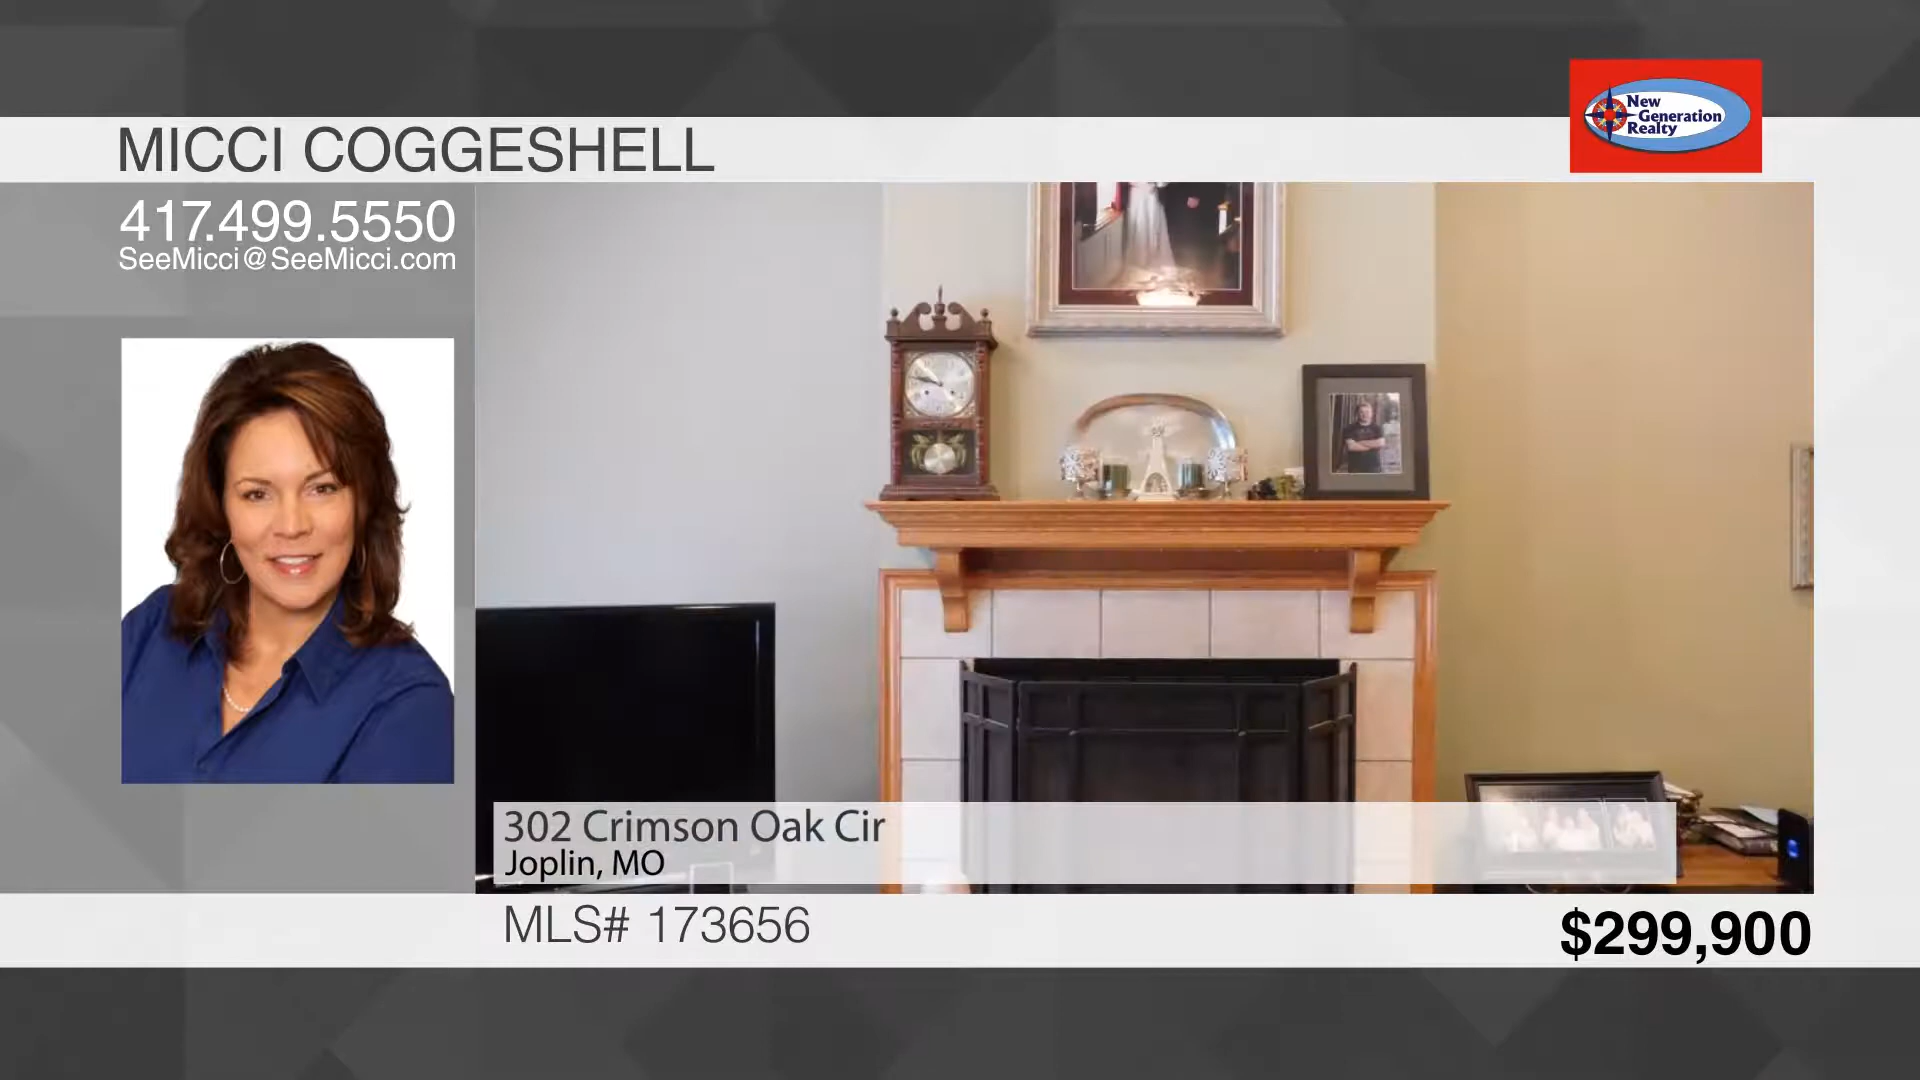 MICCI COGGESHELL
New
Generation
Realty
417.499.5550
SeeMicci@SeeMicci.com
302 Crimson Oak Cir
Joplin, MO
MLS# 173656
$299,900